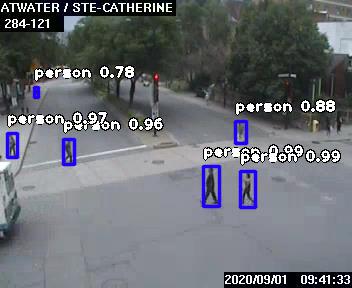 ATWATER / STE-CATHERINE
284-121
person 0.78
person 0.97
person 0.96
person 0.88
person 0.99
person 0.99
2020/09/01 09:41:33